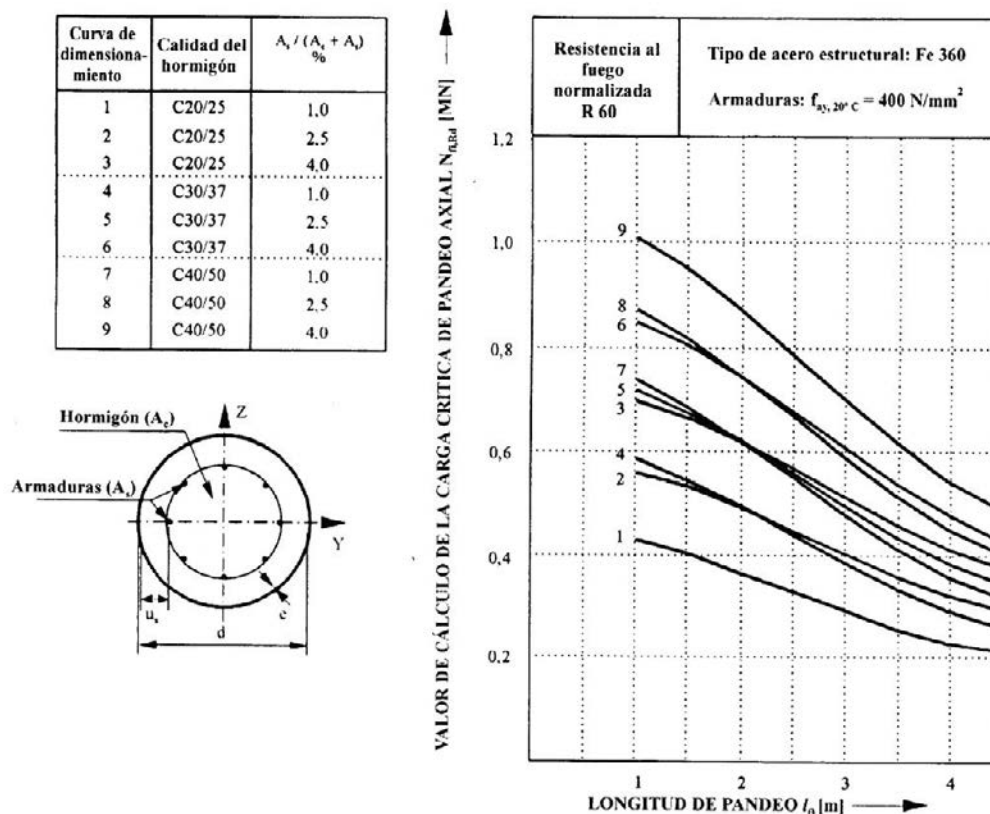 Curva de dimensiona-miento
Calidad del hormigón
A_s / (A_c + A_s) %
1 C20/25 1.0
2 C20/25 2.5
3 C20/25 4.0
4 C30/37 1.0
5 C30/37 2.5
6 C30/37 4.0
7 C40/50 1.0
8 C40/50 2.5
9 C40/50 4.0
Hormigón (A_c)
Armaduras (A_s)
Z
Y
u_s
d
e
VALOR DE CÁLCULO DE LA CARGA CRITICA DE PANDEO AXIAL N_fi,Rd [MN]
Resistencia al
fuego
normalizada
R 60
Tipo de acero estructural: Fe 360
Armaduras: f_ay, 20° C = 400 N/mm²
1,2
1,0
0,8
0,6
0,4
0,2
9
8
6
7
5
3
4
2
1
1 2 3 4
LONGITUD DE PANDEO l_0 [m]